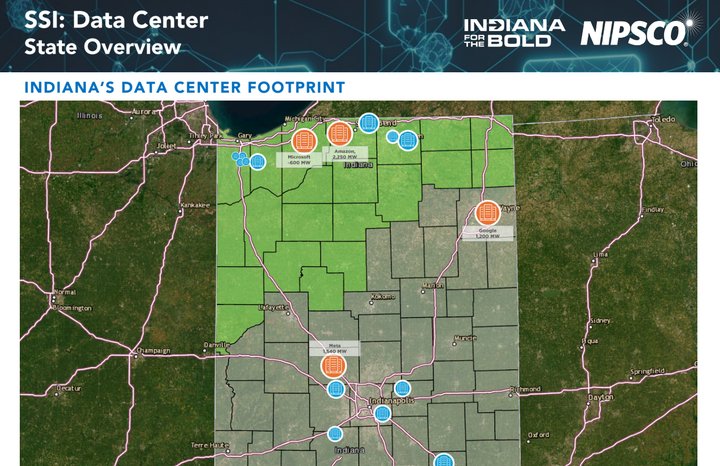 SSI: Data Center
State Overview
INDIANA
FOR
THE BOLD
NIPSCO
INDIANA'S DATA CENTER FOOTPRINT
Illinois
Aurora
Joliet
Tinley Park
Gary
Michigan City
Toledo
Ohio
Microsoft
~600 MW
Amazon,
2,250 MW
Indiana
Kankakee
Wayne
Google
1,200 MW
Findlay
Lima
Normal
Bloomington
Lafayette
Kokomo
Marion
Muncie
Sidney
Piqua
Danville
Champaign
Meta
Springfield
Decatur
Indianapolis
Richmond
Dayton
Oxford
Terre Haute
Indiana